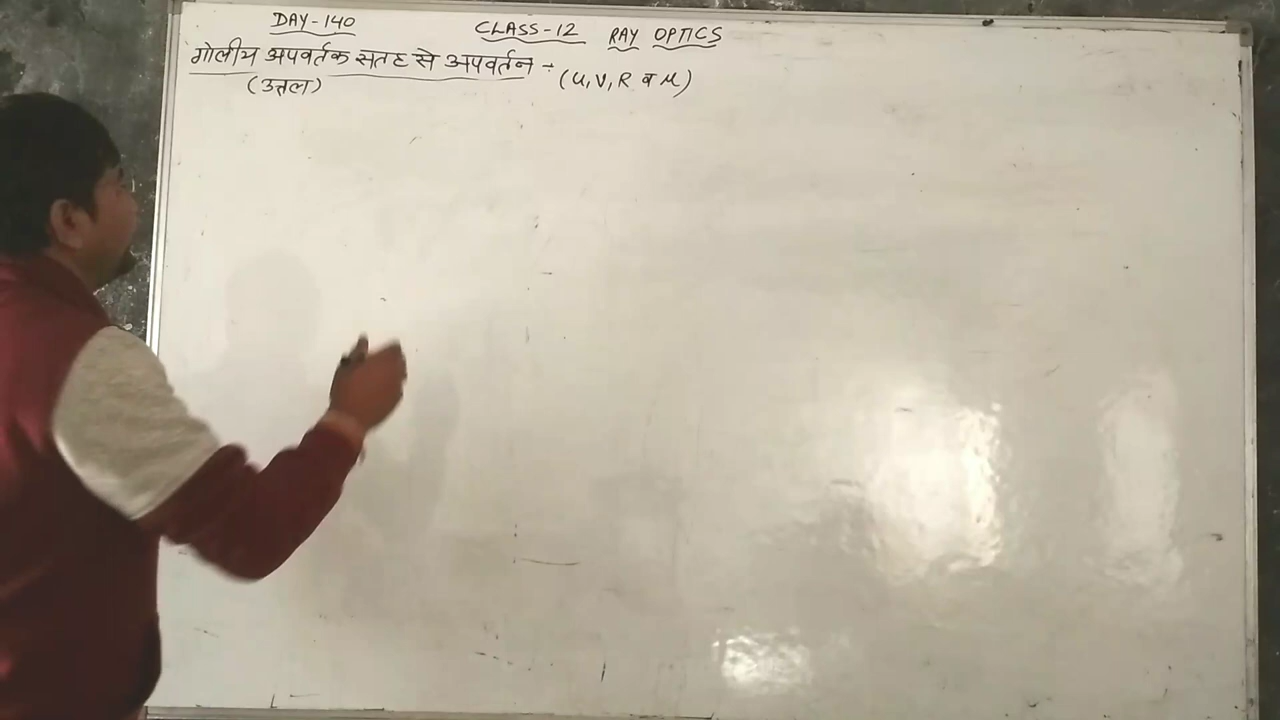 DAY-140 CLASS-12 RAY OPTICS
गोलीय अपवर्तक सतह से अपवर्तन :-
(उत्तल) (u, v, R व μ)